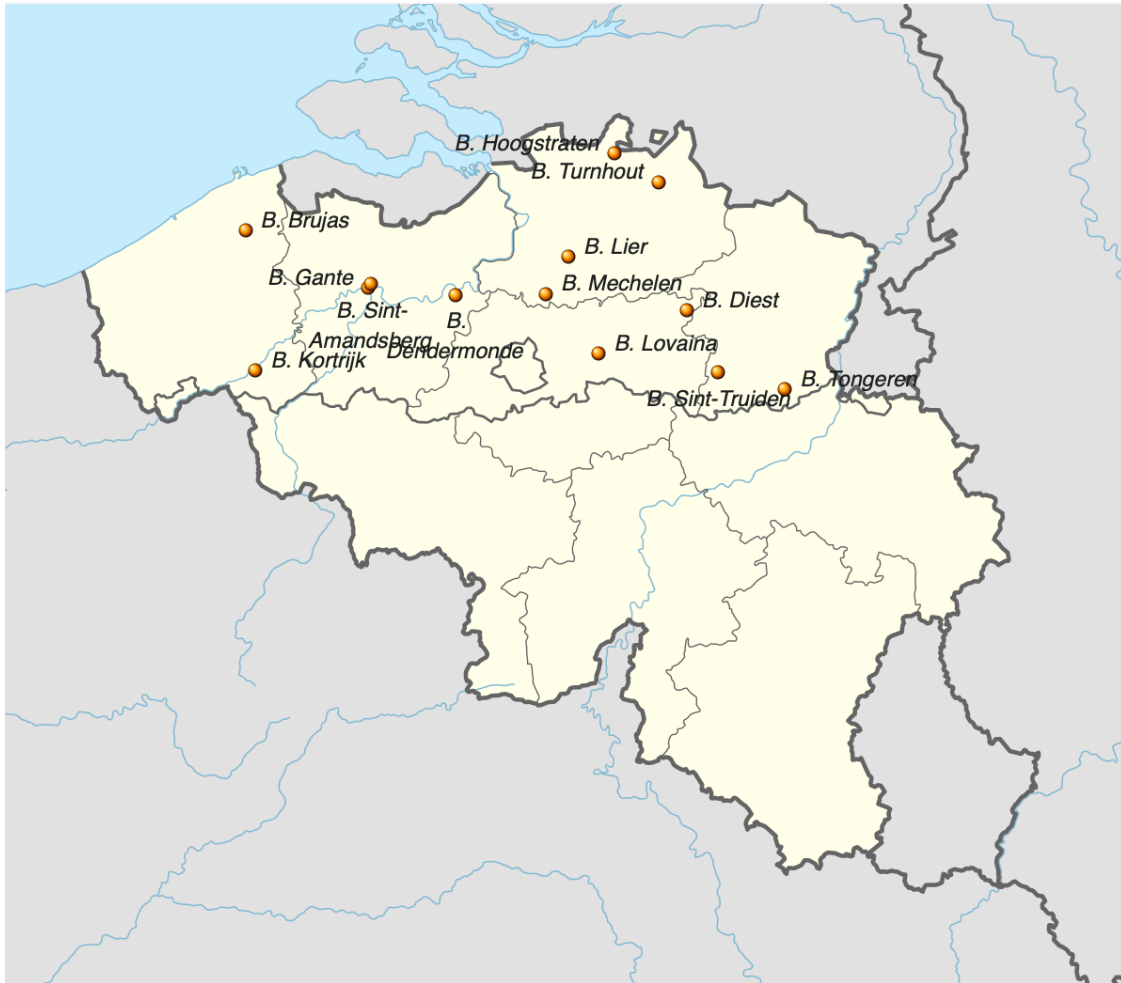 B. Hoogstraten
B. Turnhout
B. Brujas
B. Lier
B. Gante
B. Mechelen
B. Sint-
Amandsberg
B.
Dendermonde
B. Diest
B. Kortrijk
B. Lovaina
B. Tongeren
B. Sint-Truiden